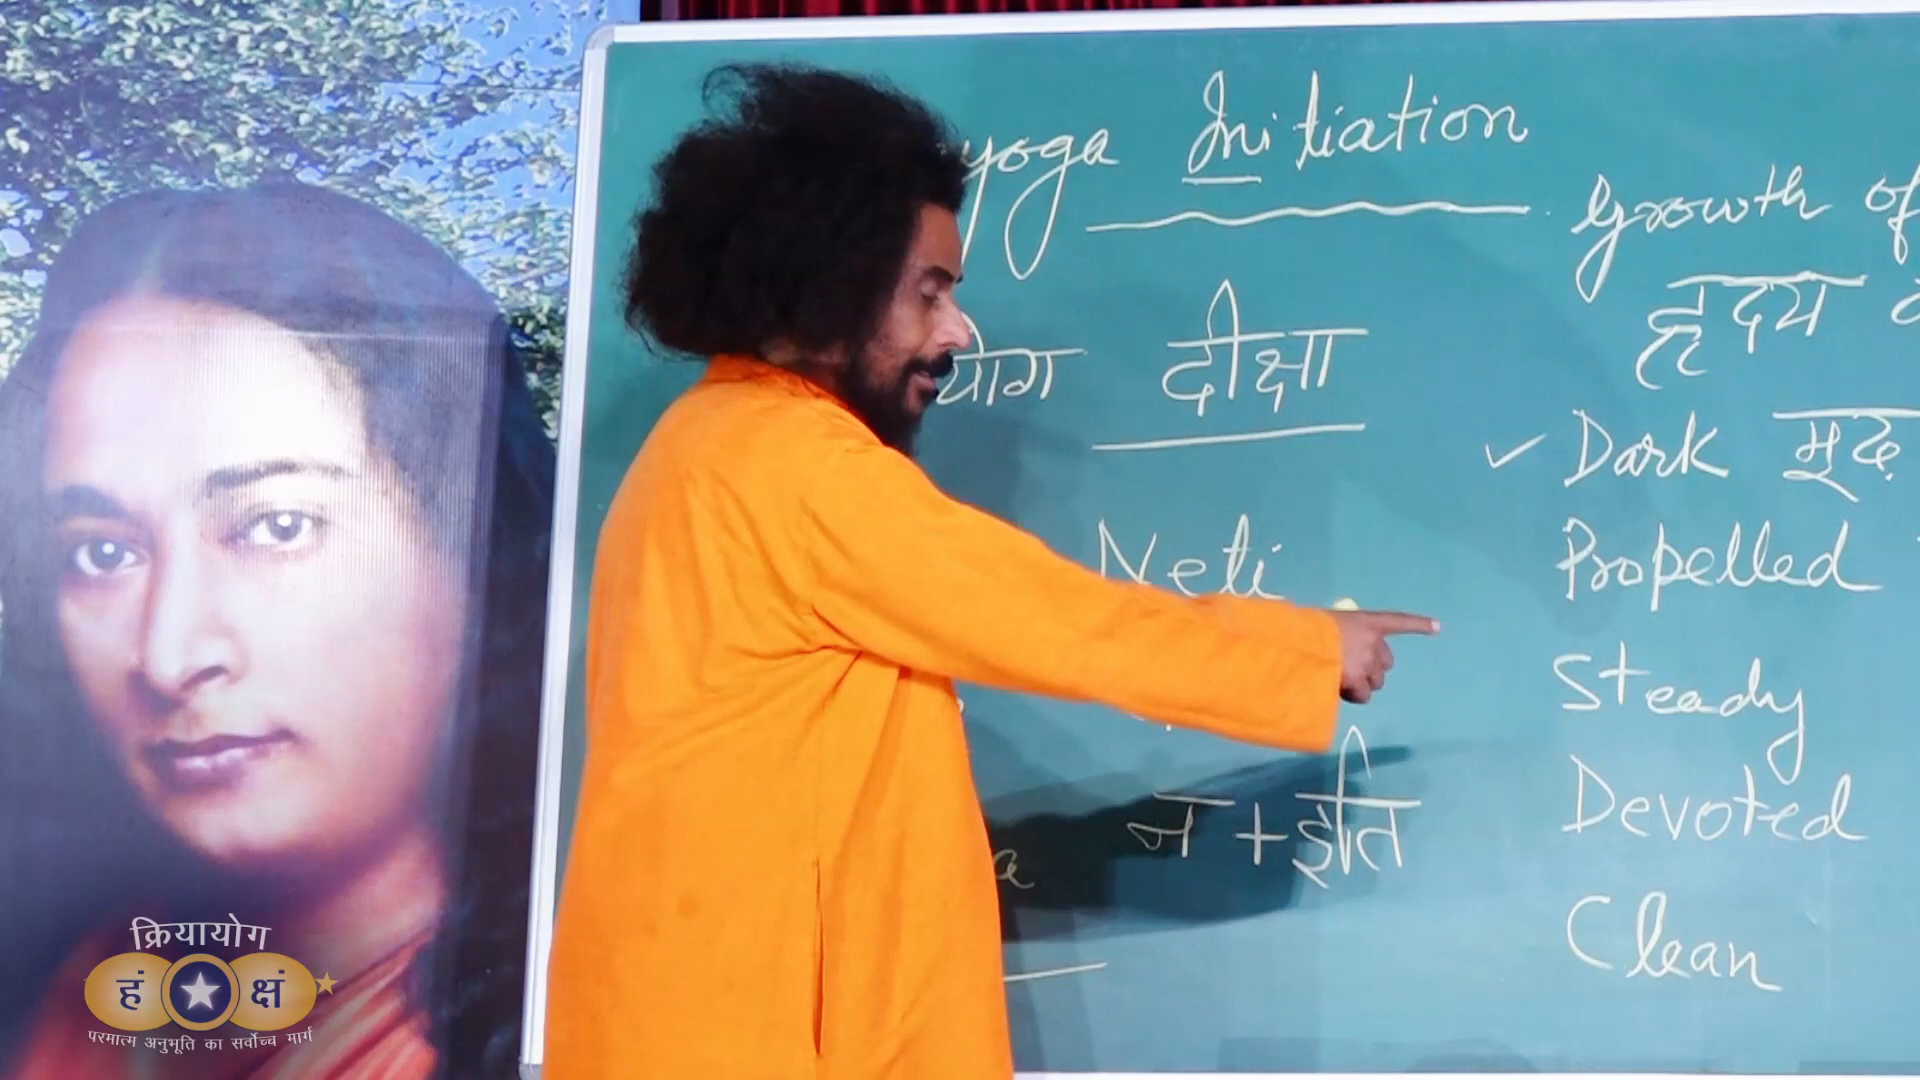 yoga Initiation
योग दीक्षा
Neti
न + इति
a
Growth of
हृदय
✓ Dark मूढ़
Propelled
Steady
Devoted
Clean
क्रियायोग
हं क्षं
परमात्म अनुभूति का सर्वोच्च मार्ग